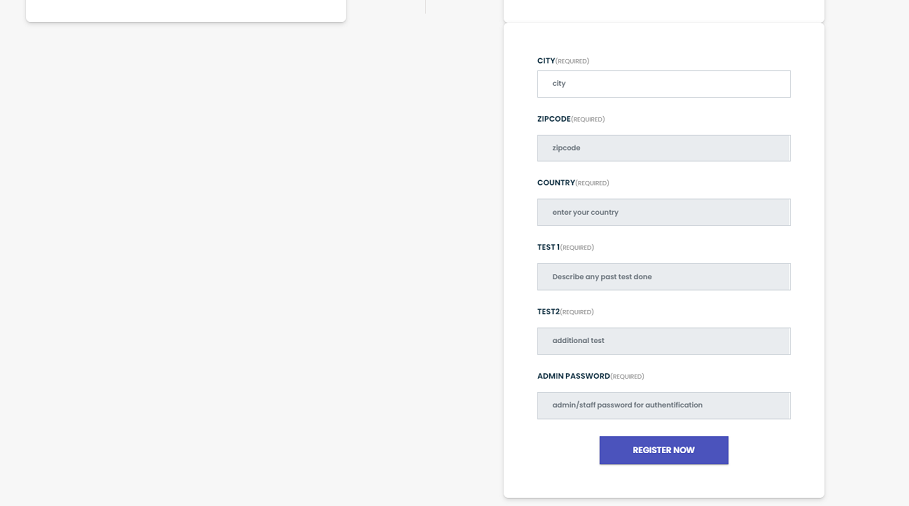 CITY(REQUIRED)
city
ZIPCODE(REQUIRED)
zipcode
COUNTRY(REQUIRED)
enter your country
TEST 1(REQUIRED)
Describe any past test done
TEST2(REQUIRED)
additional test
ADMIN PASSWORD(REQUIRED)
admin/staff password for authentification
REGISTER NOW